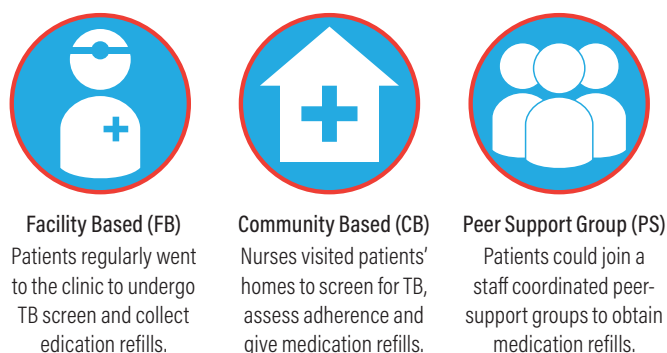 Facility Based (FB)
Patients regularly went
to the clinic to undergo
TB screen and collect
edication refills.
Community Based (CB)
Nurses visited patients'
homes to screen for TB,
assess adherence and
give medication refills.
Peer Support Group (PS)
Patients could join a
staff coordinated peer-
support groups to obtain
medication refills.